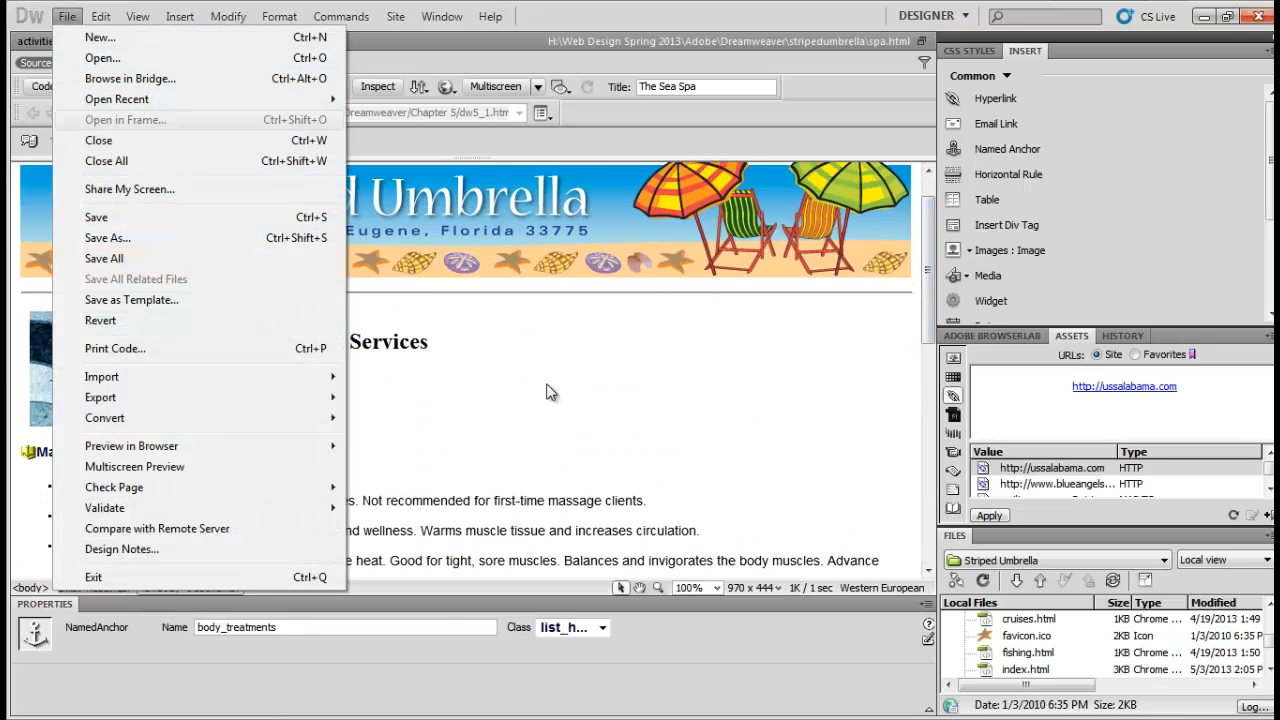 Dw File Edit View Insert Modify Format Commands Site Window Help DESIGNER CS Live
New... Ctrl+N
Open... Ctrl+O
Browse in Bridge... Ctrl+Alt+O
Open Recent
Open in Frame... Ctrl+Shift+O
Close Ctrl+W
Close All Ctrl+Shift+W
Share My Screen...
Save Ctrl+S
Save As... Ctrl+Shift+S
Save All
Save All Related Files
Save as Template...
Revert
Print Code... Ctrl+P
Import
Export
Convert
Preview in Browser
Multiscreen Preview
Check Page
Validate
Compare with Remote Server
Design Notes...
Exit Ctrl+Q
activities
H:\Web Design Spring 2013\Adobe\Dreamweaver\stripedumbrella\spa.html
Source
Cod
Inspect Multiscreen Title: The Sea Spa
reamweaver/Chapter 5/dw5_1.htm
d Umbrella
Eugene, Florida 33775
Services
Ma
es. Not recommended for first-time massage clients.
nd wellness. Warms muscle tissue and increases circulation.
e heat. Good for tight, sore muscles. Balances and invigorates the body muscles. Advance
<body>
100% 970 x 444 1K / 1 sec Western European
PROPERTIES
NamedAnchor Name body_treatments Class list_h...
CSS STYLES INSERT
Common
Hyperlink
Email Link
Named Anchor
Horizontal Rule
Table
Insert Div Tag
Images : Image
Media
Widget
ADOBE BROWSERLAB ASSETS HISTORY
URLs: Site Favorites
http://ussalabama.com
Value Type
http://ussalabama.com HTTP
http://www.blueangels... HTTP
Apply
FILES
Striped Umbrella Local view
Local Files Size Type Modified
cruises.html 1KB Chrome ... 4/19/2013 1:49
favicon.ico 2KB Icon 1/3/2010 6:35 P
fishing.html 1KB Chrome ... 4/19/2013 2:02
index.html 3KB Chrome ... 5/3/2013 2:05 P
Date: 1/3/2010 6:35 PM Size: 2KB Log...